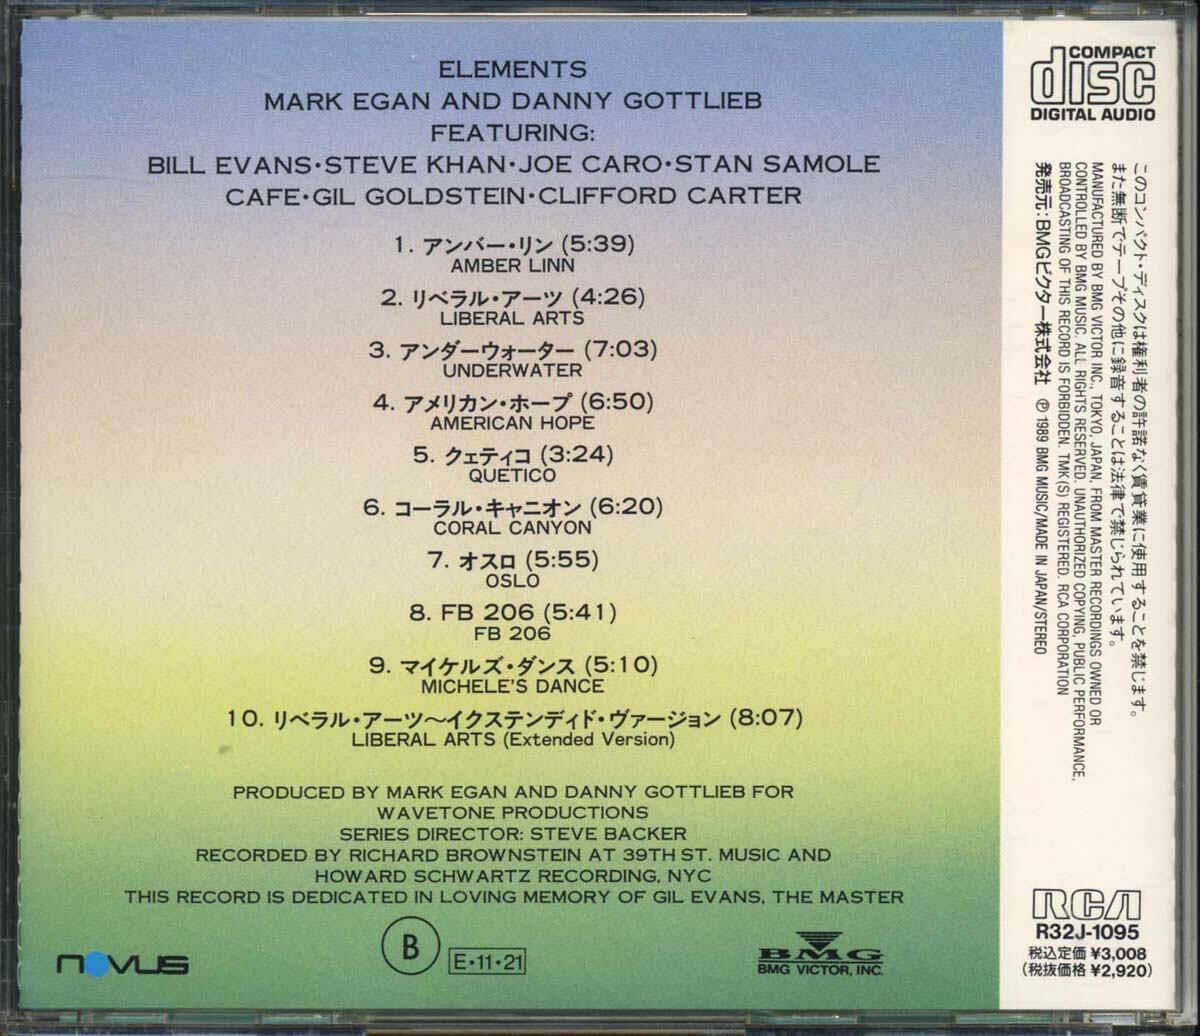 ELEMENTS
MARK EGAN AND DANNY GOTTLIEB
FEATURING:
BILL EVANS•STEVE KHAN•JOE CARO•STAN SAMOLE
CAFE•GIL GOLDSTEIN•CLIFFORD CARTER
1. アンバー・リン (5:39)
AMBER LINN
2. リベラル・アーツ (4:26)
LIBERAL ARTS
3. アンダーウォーター (7:03)
UNDERWATER
4. アメリカン・ホープ (6:50)
AMERICAN HOPE
5. クェティコ (3:24)
QUETICO
6. コーラル・キャニオン (6:20)
CORAL CANYON
7. オスロ (5:55)
OSLO
8. FB 206 (5:41)
FB 206
9. マイケルズ・ダンス (5:10)
MICHELE'S DANCE
10. リベラル・アーツ〜イクステンディド・ヴァージョン (8:07)
LIBERAL ARTS (Extended Version)
PRODUCED BY MARK EGAN AND DANNY GOTTLIEB FOR
WAVETONE PRODUCTIONS
SERIES DIRECTOR: STEVE BACKER
RECORDED BY RICHARD BROWNSTEIN AT 39TH ST. MUSIC AND
HOWARD SCHWARTZ RECORDING, NYC
THIS RECORD IS DEDICATED IN LOVING MEMORY OF GIL EVANS, THE MASTER
NOVUS
B
E•11•21
BMG
BMG VICTOR, INC.
COMPACT
disc
DIGITAL AUDIO
このコンパクト・ディスクは権利者の許諾なく賃貸業に使用することを禁じます。
また無断でテープその他に録音することは法律で禁じられています。
MANUFACTURED BY BMG VICTOR INC., TOKYO, JAPAN, FROM MASTER RECORDINGS OWNED OR
CONTROLLED BY BMG MUSIC. ALL RIGHTS RESERVED. UNAUTHORIZED COPYING, PUBLIC PERFORMANCE,
BROADCASTING OF THIS RECORD IS FORBIDDEN. TMK(S) REGISTERED. RCA CORPORATION
発売元:BMGビクター株式会社 ℗ 1989 BMG MUSIC/MADE IN JAPAN/STEREO
RCA
R32J-1095
税込定価 ¥3,008
(税抜価格 ¥2,920)